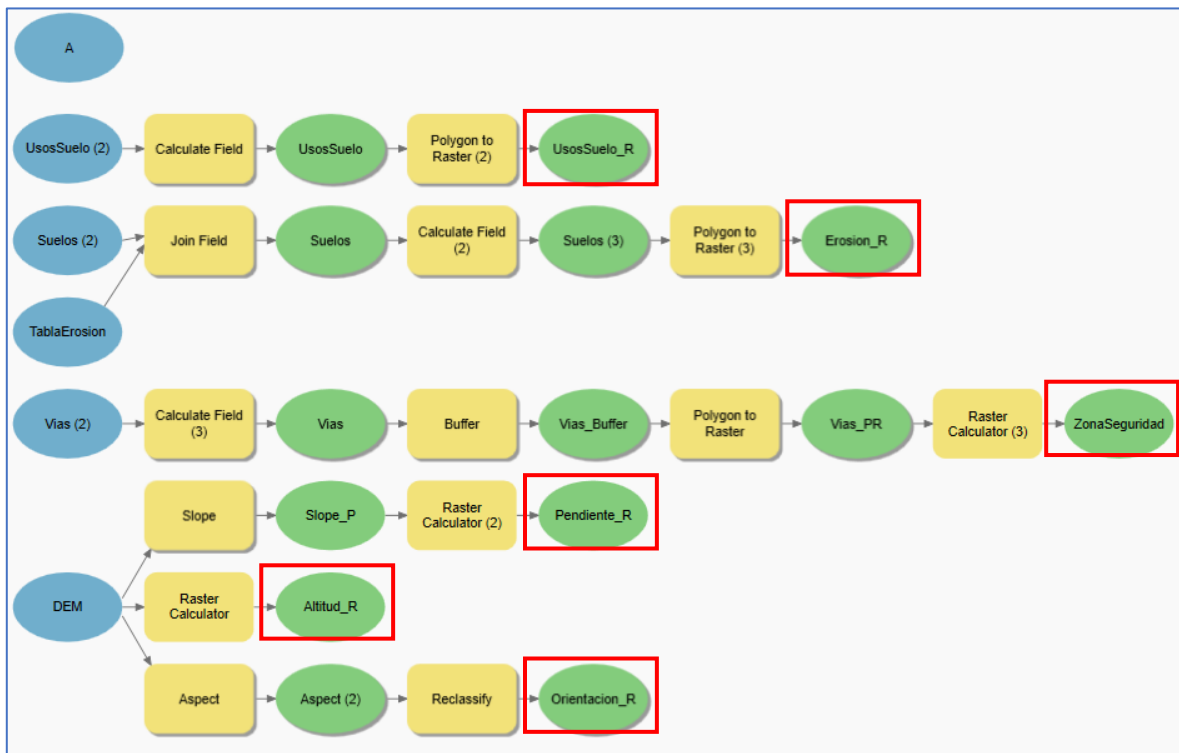 A
UsosSuelo (2)
Calculate Field
UsosSuelo
Polygon to
Raster (2)
UsosSuelo_R
Suelos (2)
Join Field
Suelos
Calculate Field
(2)
Suelos (3)
Polygon to
Raster (3)
Erosion_R
TablaErosion
Vias (2)
Calculate Field
(3)
Vias
Buffer
Vias_Buffer
Polygon to
Raster
Vias_PR
Raster
Calculator (3)
ZonaSeguridad
Slope
Slope_P
Raster
Calculator (2)
Pendiente_R
DEM
Raster
Calculator
Altitud_R
Aspect
Aspect (2)
Reclassify
Orientacion_R